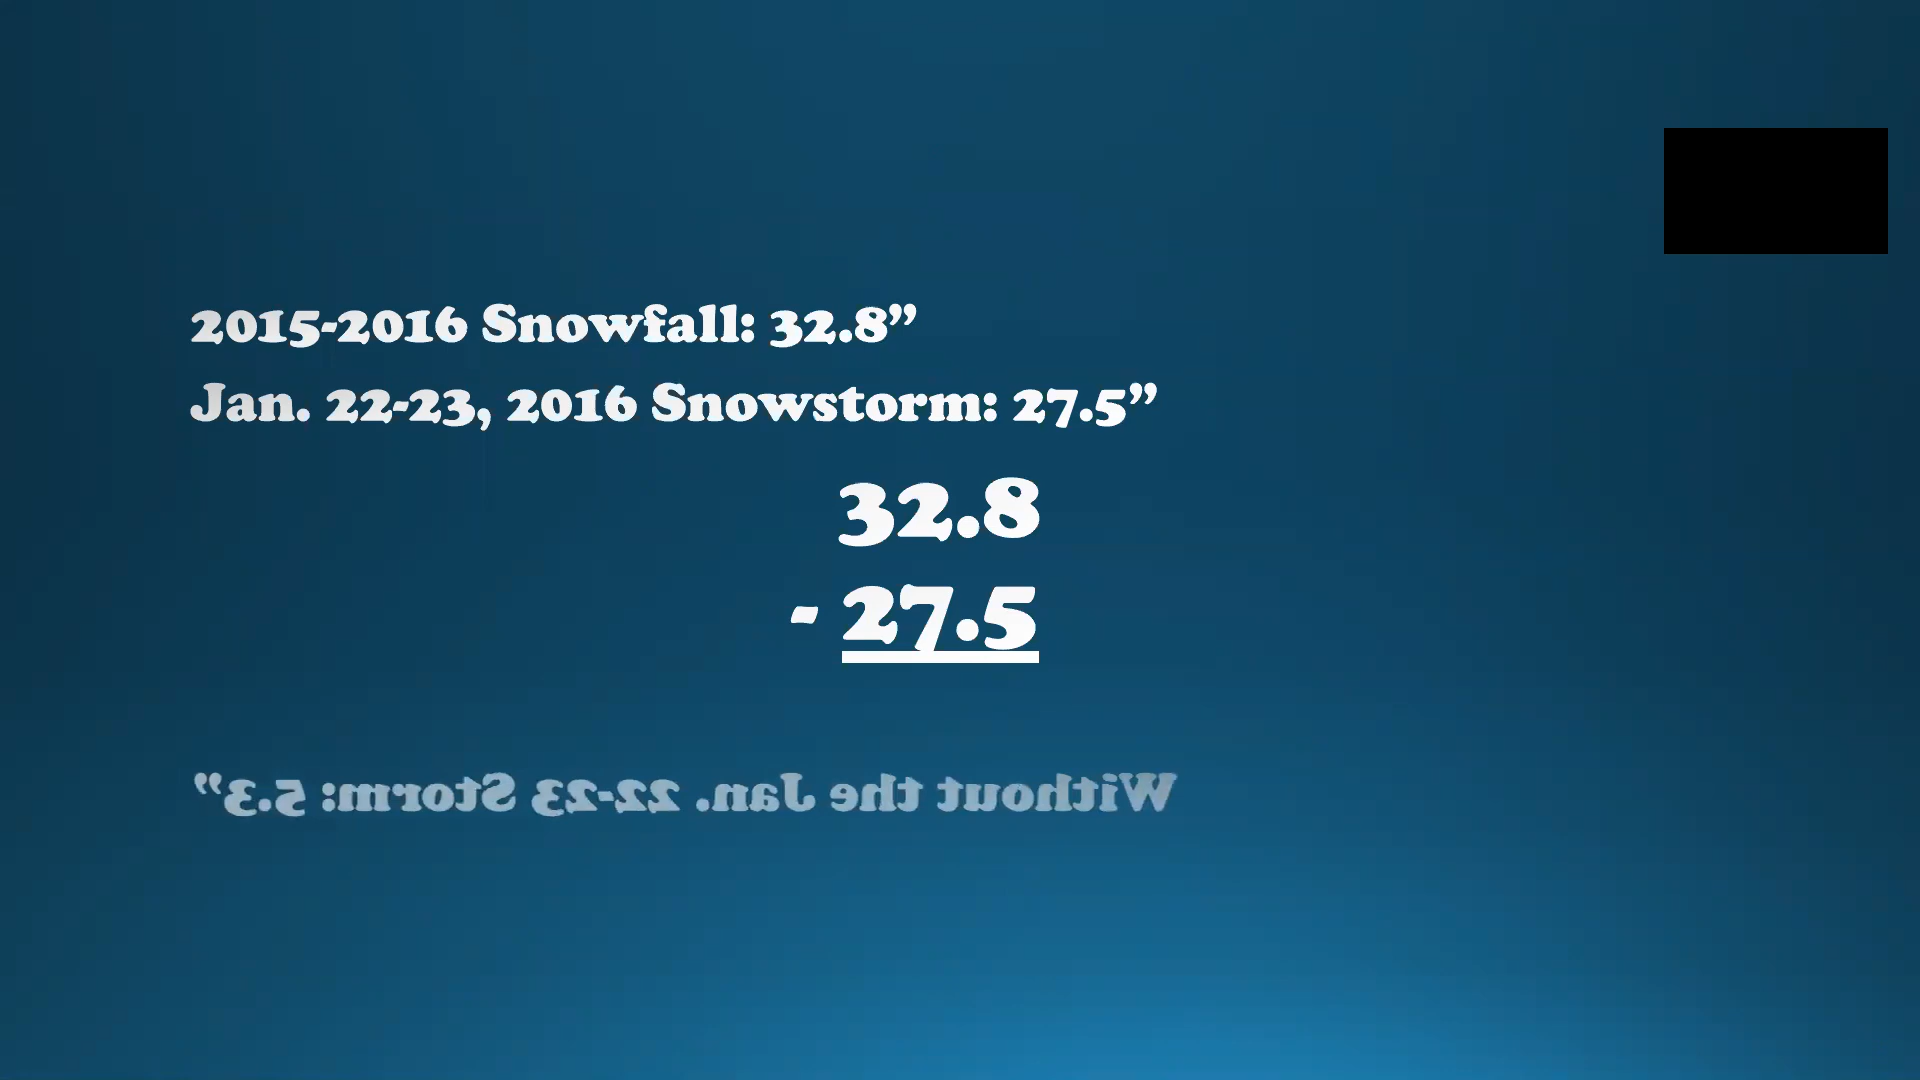 2015-2016 Snowfall: 32.8”
Jan. 22-23, 2016 Snowstorm: 27.5”
32.8
- 27.5
Without the Jan. 22-23 Storm: 5.3”